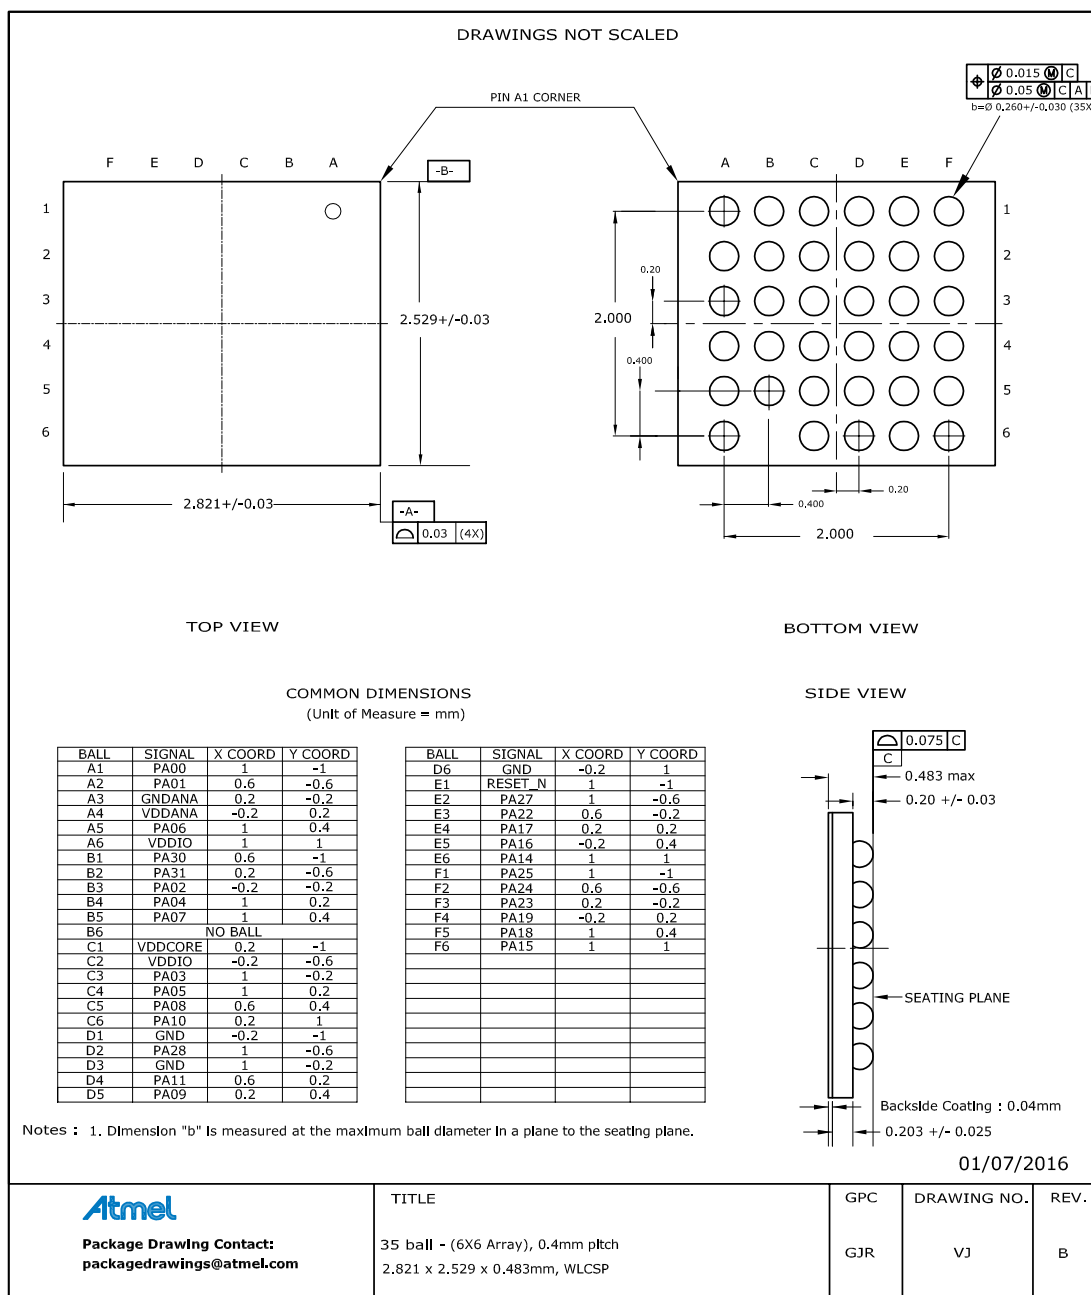 DRAWINGS NOT SCALED
PIN A1 CORNER
Ø 0.015 Ⓜ C
Ø 0.05 Ⓜ C A
b=Ø 0.260+/-0.030 (35X
F E D C B A
-B-
1
2
3
4
5
6
2.529+/-0.03
2.821+/-0.03
-A-
0.03 (4X)
A B C D E F
1
2
3
4
5
6
0.20
2.000
0.400
0.20
0.400
2.000
TOP VIEW
BOTTOM VIEW
COMMON DIMENSIONS
(Unit of Measure = mm)
SIDE VIEW
BALL SIGNAL X COORD Y COORD
A1 PA00 1 -1
A2 PA01 0.6 -0.6
A3 GNDANA 0.2 -0.2
A4 VDDANA -0.2 0.2
A5 PA06 1 0.4
A6 VDDIO 1 1
B1 PA30 0.6 -1
B2 PA31 0.2 -0.6
B3 PA02 -0.2 -0.2
B4 PA04 1 0.2
B5 PA07 1 0.4
B6 NO BALL
C1 VDDCORE 0.2 -1
C2 VDDIO -0.2 -0.6
C3 PA03 1 -0.2
C4 PA05 1 0.2
C5 PA08 0.6 0.4
C6 PA10 0.2 1
D1 GND -0.2 -1
D2 PA28 1 -0.6
D3 GND 1 -0.2
D4 PA11 0.6 0.2
D5 PA09 0.2 0.4
BALL SIGNAL X COORD Y COORD
D6 GND -0.2 1
E1 RESET_N 1 -1
E2 PA27 1 -0.6
E3 PA22 0.6 -0.2
E4 PA17 0.2 0.2
E5 PA16 -0.2 0.4
E6 PA14 1 1
F1 PA25 1 -1
F2 PA24 0.6 -0.6
F3 PA23 0.2 -0.2
F4 PA19 -0.2 0.2
F5 PA18 1 0.4
F6 PA15 1 1
0.075 C
C
0.483 max
0.20 +/- 0.03
SEATING PLANE
Backside Coating : 0.04mm
0.203 +/- 0.025
Notes : 1. Dimension "b" is measured at the maximum ball diameter in a plane to the seating plane.
01/07/2016
Atmel
Package Drawing Contact:
packagedrawings@atmel.com
TITLE
35 ball - (6X6 Array), 0.4mm pitch
2.821 x 2.529 x 0.483mm, WLCSP
GPC
GJR
DRAWING NO.
VJ
REV.
B